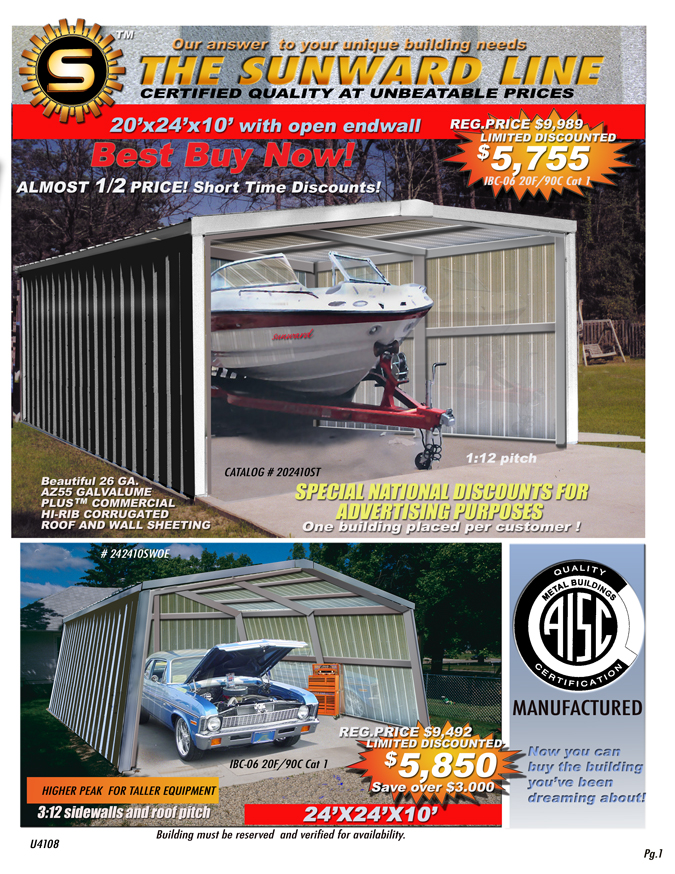 TM
Our answer to your unique building needs
S
THE SUNWARD LINE
CERTIFIED QUALITY AT UNBEATABLE PRICES
20'x24'x10' with open endwall
REG.PRICE $9,989
LIMITED DISCOUNTED
$5,755
IBC-06 20F/90C Cat 1
Best Buy Now!
ALMOST 1/2 PRICE! Short Time Discounts!
sunward
1:12 pitch
CATALOG # 202410ST
Beautiful 26 GA.
AZ55 GALVALUME
PLUS™ COMMERCIAL
HI-RIB CORRUGATED
ROOF AND WALL SHEETING
SPECIAL NATIONAL DISCOUNTS FOR
ADVERTISING PURPOSES
One building placed per customer !
# 242410SWOE
QUALITY
METAL BUILDINGS
AISC
CERTIFICATION
MANUFACTURED
REG.PRICE $9,492
LIMITED DISCOUNTED
$5,850
Save over $3.000
IBC-06 20F/90C Cat 1
Now you can
buy the building
you've been
dreaming about!
HIGHER PEAK FOR TALLER EQUIPMENT
3:12 sidewalls and roof pitch
24'X24'X10'
Building must be reserved and verified for availability.
U4108
Pg.1